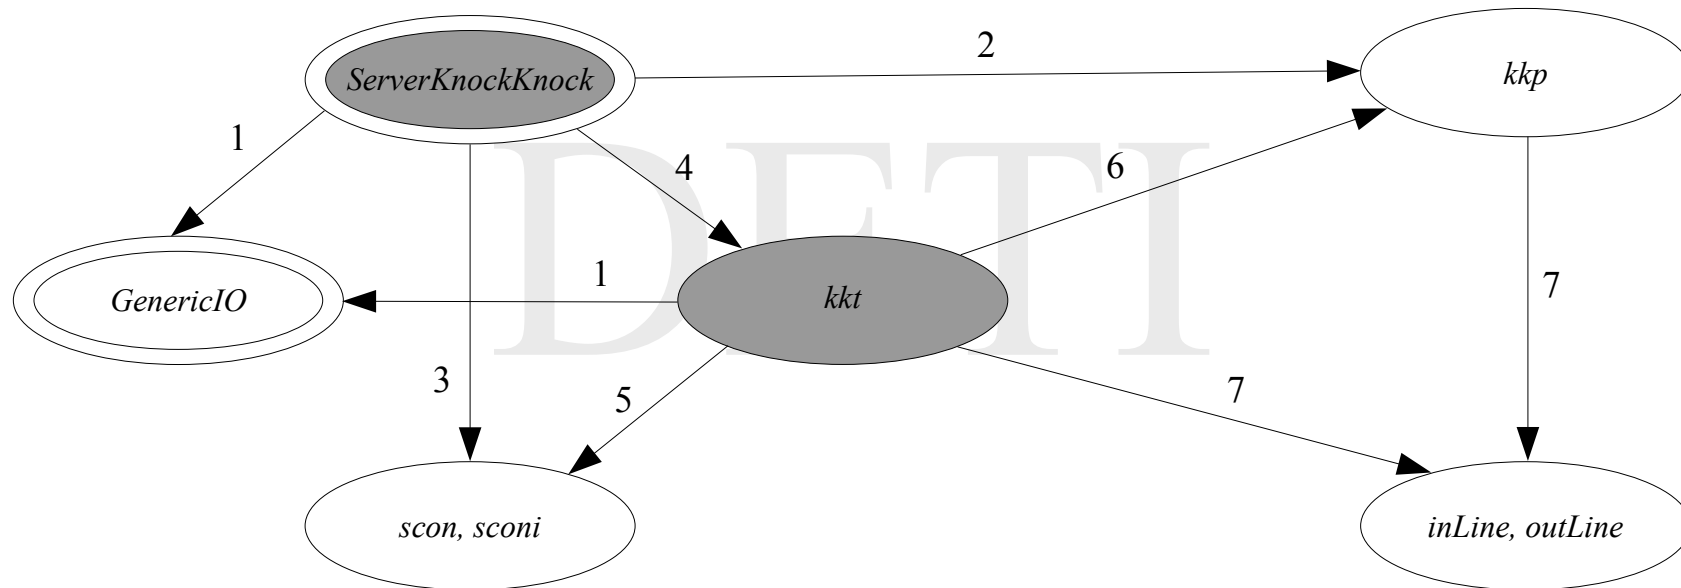 2
ServerKnockKnock
kkp
1
4
6
DETI
GenericIO
1
kkt
7
3
5
7
scon, sconi
inLine, outLine